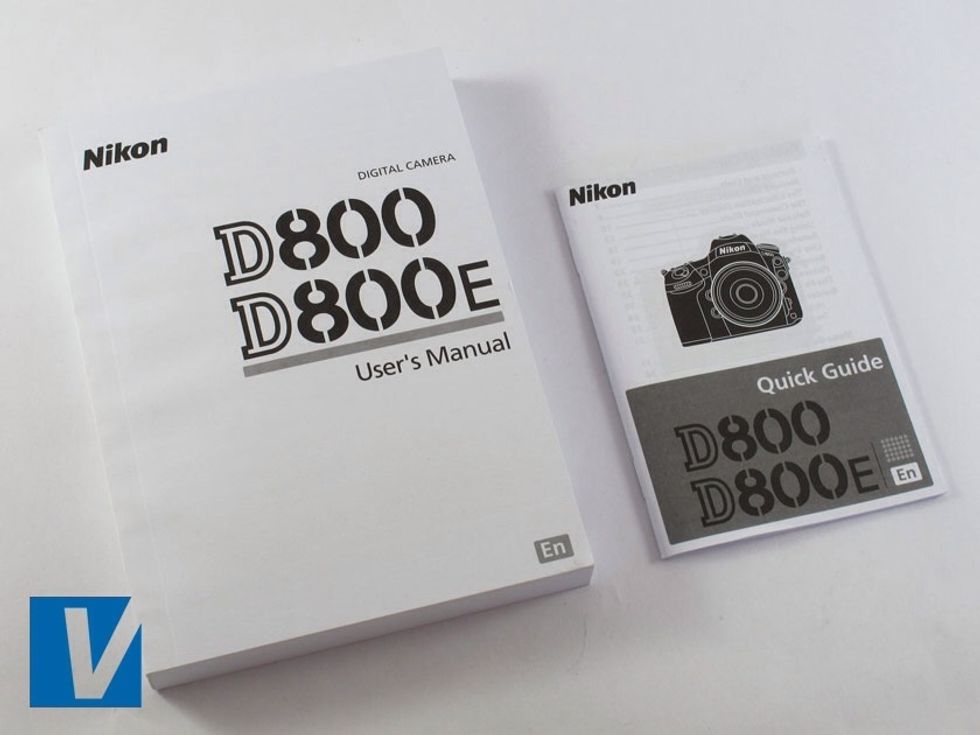 Nikon
DIGITAL CAMERA
D800
D800E
User's Manual
En
Nikon
Nikon
Quick Guide
D800
D800E
En
V